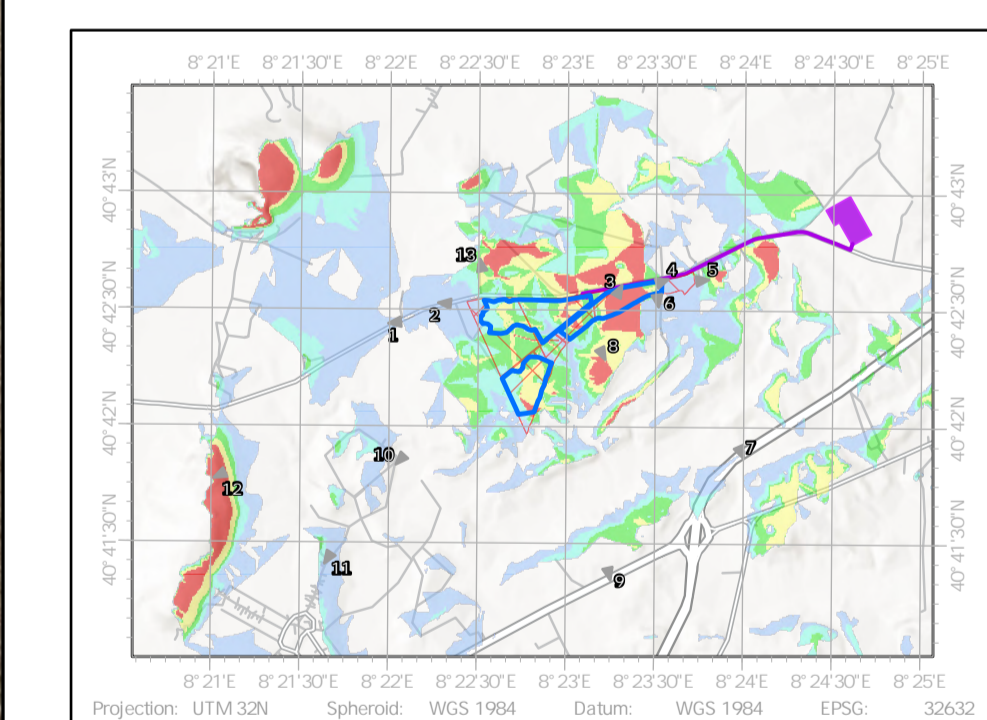 8° 21'E 8° 21'30"E 8° 22'E 8° 22'30"E 8° 23'E 8° 23'30"E 8° 24'E 8° 24'30"E 8° 25'E
40° 43'N 40° 43'N
13 4 5
3
40° 42'30"N 2 6 40° 42'30"N
1
8
40° 42'N 40° 42'N
7
10
12
40° 41'30"N 40° 41'30"N
11
9
8° 21'E 8° 21'30"E 8° 22'E 8° 22'30"E 8° 23'E 8° 23'30"E 8° 24'E 8° 24'30"E 8° 25'E
Projection: UTM 32N Spheroid: WGS 1984 Datum: WGS 1984 EPSG: 32632